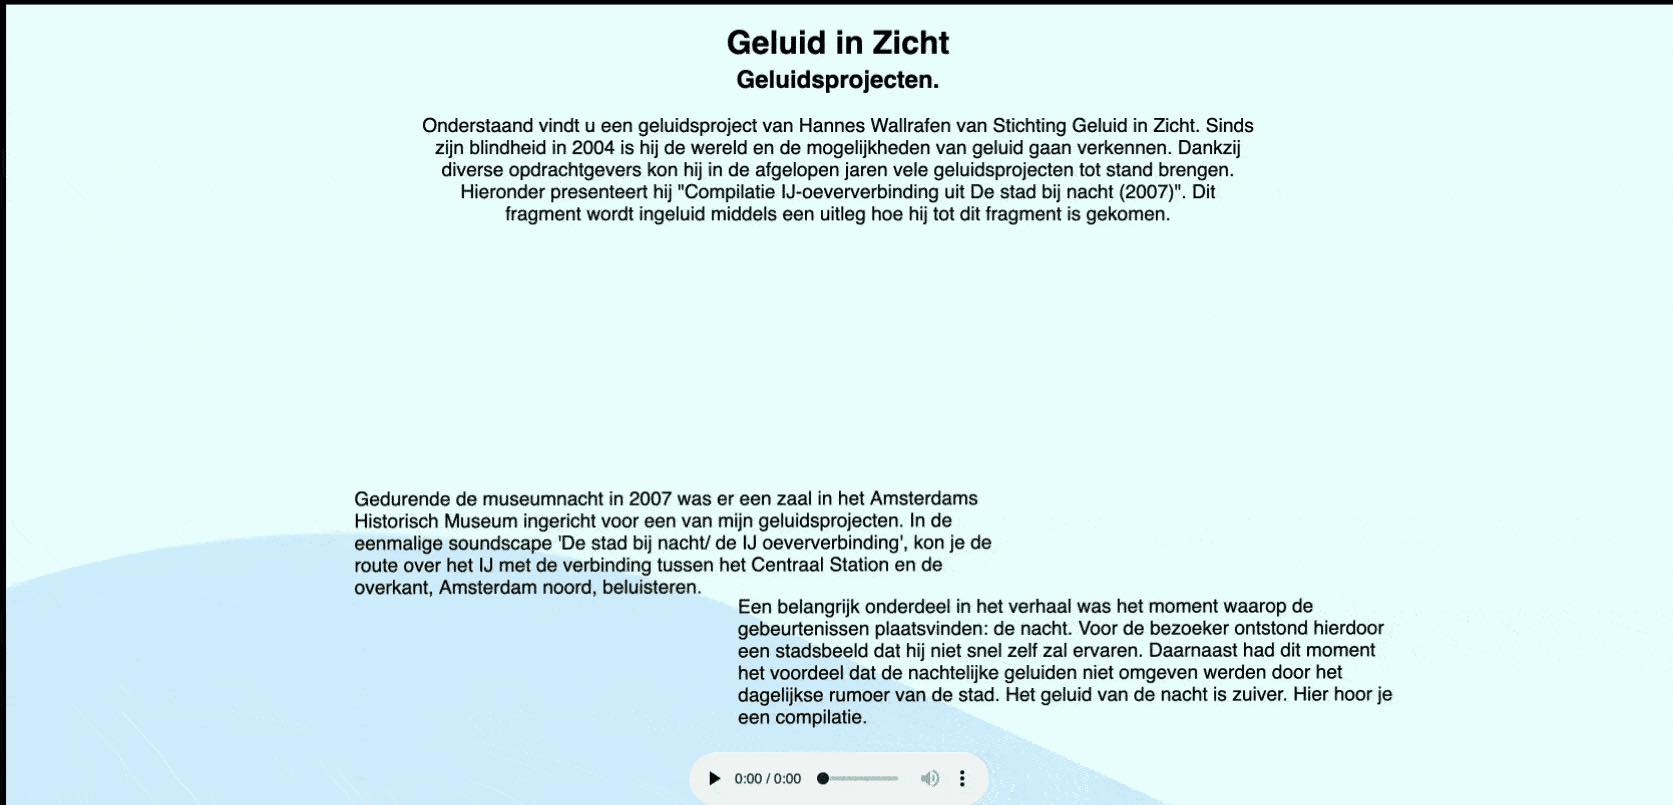 Geluid in Zicht
Geluidsprojecten.
Onderstaand vindt u een geluidsproject van Hannes Wallrafen van Stichting Geluid in Zicht. Sinds
zijn blindheid in 2004 is hij de wereld en de mogelijkheden van geluid gaan verkennen. Dankzij
diverse opdrachtgevers kon hij in de afgelopen jaren vele geluidsprojecten tot stand brengen.
Hieronder presenteert hij "Compilatie IJ-oeververbinding uit De stad bij nacht (2007)". Dit
fragment wordt ingeluid middels een uitleg hoe hij tot dit fragment is gekomen.
Gedurende de museumnacht in 2007 was er een zaal in het Amsterdams
Historisch Museum ingericht voor een van mijn geluidsprojecten. In de
eenmalige soundscape 'De stad bij nacht/ de IJ oeververbinding', kon je de
route over het IJ met de verbinding tussen het Centraal Station en de
overkant, Amsterdam noord, beluisteren.
Een belangrijk onderdeel in het verhaal was het moment waarop de
gebeurtenissen plaatsvinden: de nacht. Voor de bezoeker ontstond hierdoor
een stadsbeeld dat hij niet snel zelf zal ervaren. Daarnaast had dit moment
het voordeel dat de nachtelijke geluiden niet omgeven werden door het
dagelijkse rumoer van de stad. Het geluid van de nacht is zuiver. Hier hoor je
een compilatie.
0:00 / 0:00